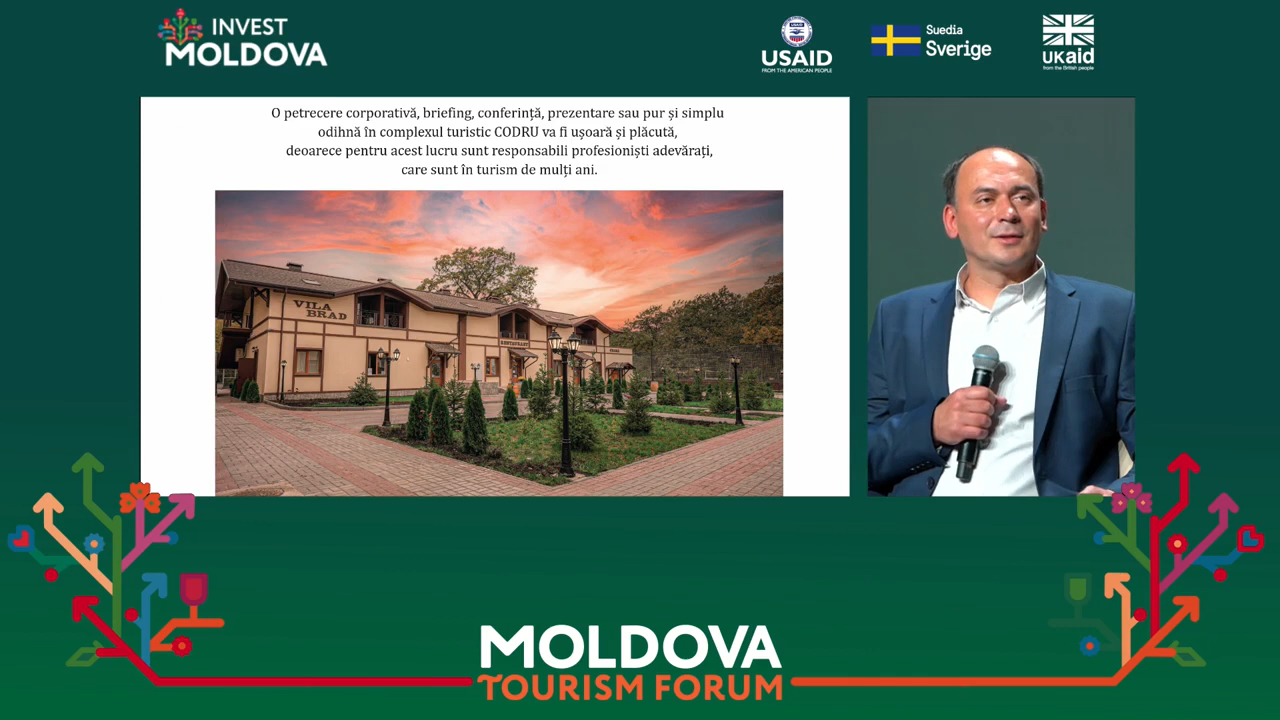 INVEST
MOLDOVA
USAID
FROM THE AMERICAN PEOPLE
Suedia
Sverige
UKaid
from the British people
O petrecere corporativă, briefing, conferință, prezentare sau pur și simplu
odihnă în complexul turistic CODRU va fi ușoară și plăcută,
deoarece pentru acest lucru sunt responsabili profesioniști adevărați,
care sunt în turism de mulți ani.
VILA
BRAD
RESTAURANT
MOLDOVA
TOURISM FORUM